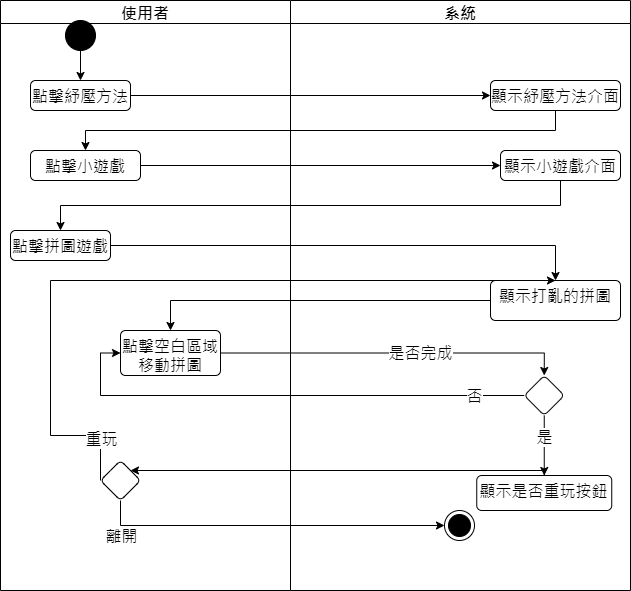 使用者
系統
點擊紓壓方法
顯示紓壓方法介面
點擊小遊戲
顯示小遊戲介面
點擊拼圖遊戲
顯示打亂的拼圖
點擊空白區域
移動拼圖
是否完成
否
是
重玩
顯示是否重玩按鈕
離開